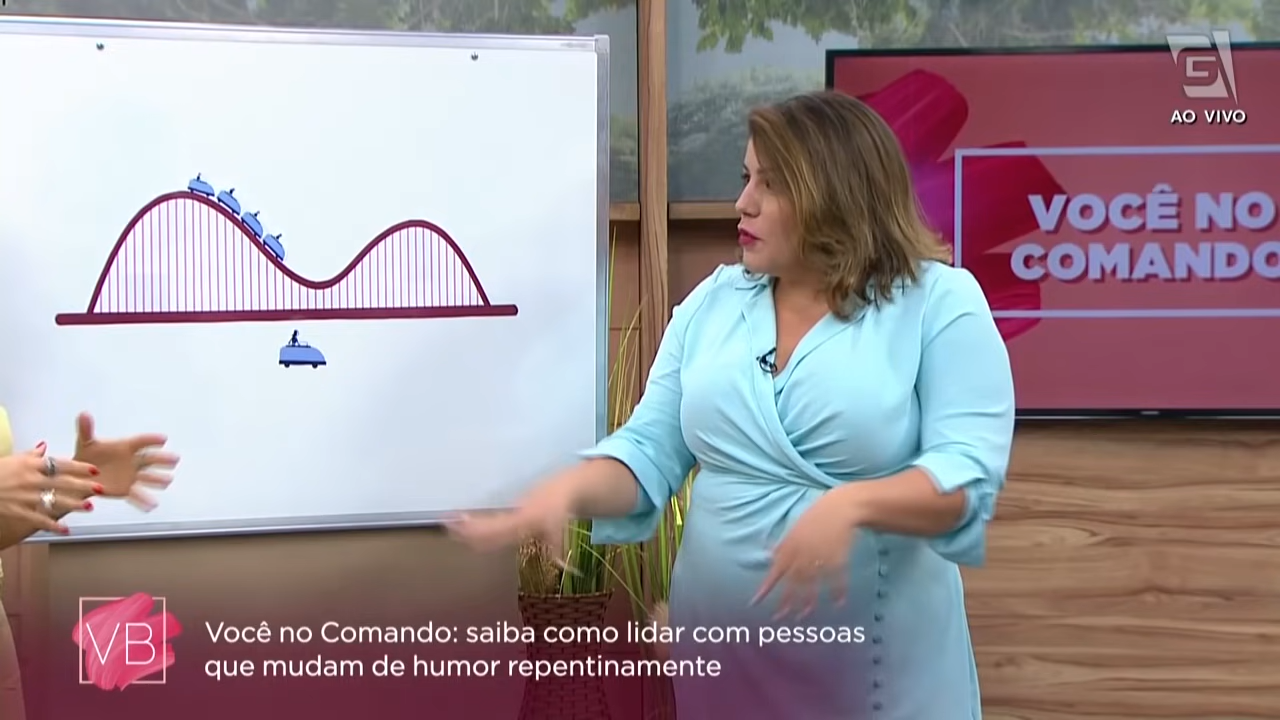 AO VIVO
VOCÊ NO
COMANDO
VB
Você no Comando: saiba como lidar com pessoas
que mudam de humor repentinamente